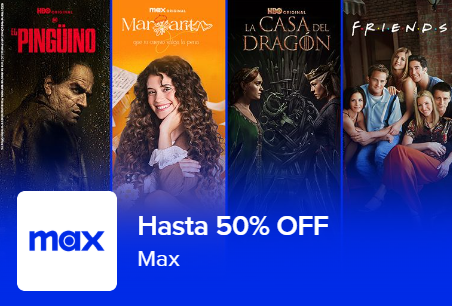 HBO ORIGINAL
EL
PINGÜINO
max ORIGINAL
Margarita
HBO ORIGINAL
LA CASA DEL
DRAGÓN
F·R·I·E·N·D·S
max
Hasta 50% OFF
Max